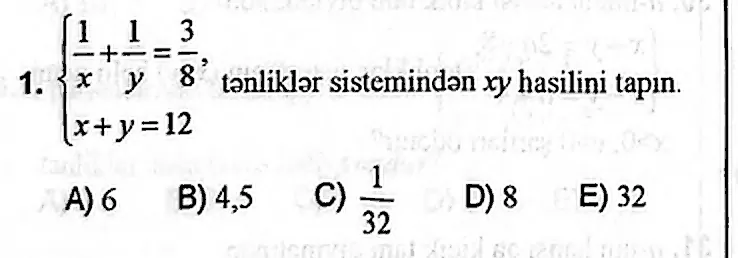 1. { 1/x + 1/y = 3/8, x + y = 12 tənliklər sistemindən xy hasilini tapın.
A) 6 B) 4,5 C) 1/32 D) 8 E) 32